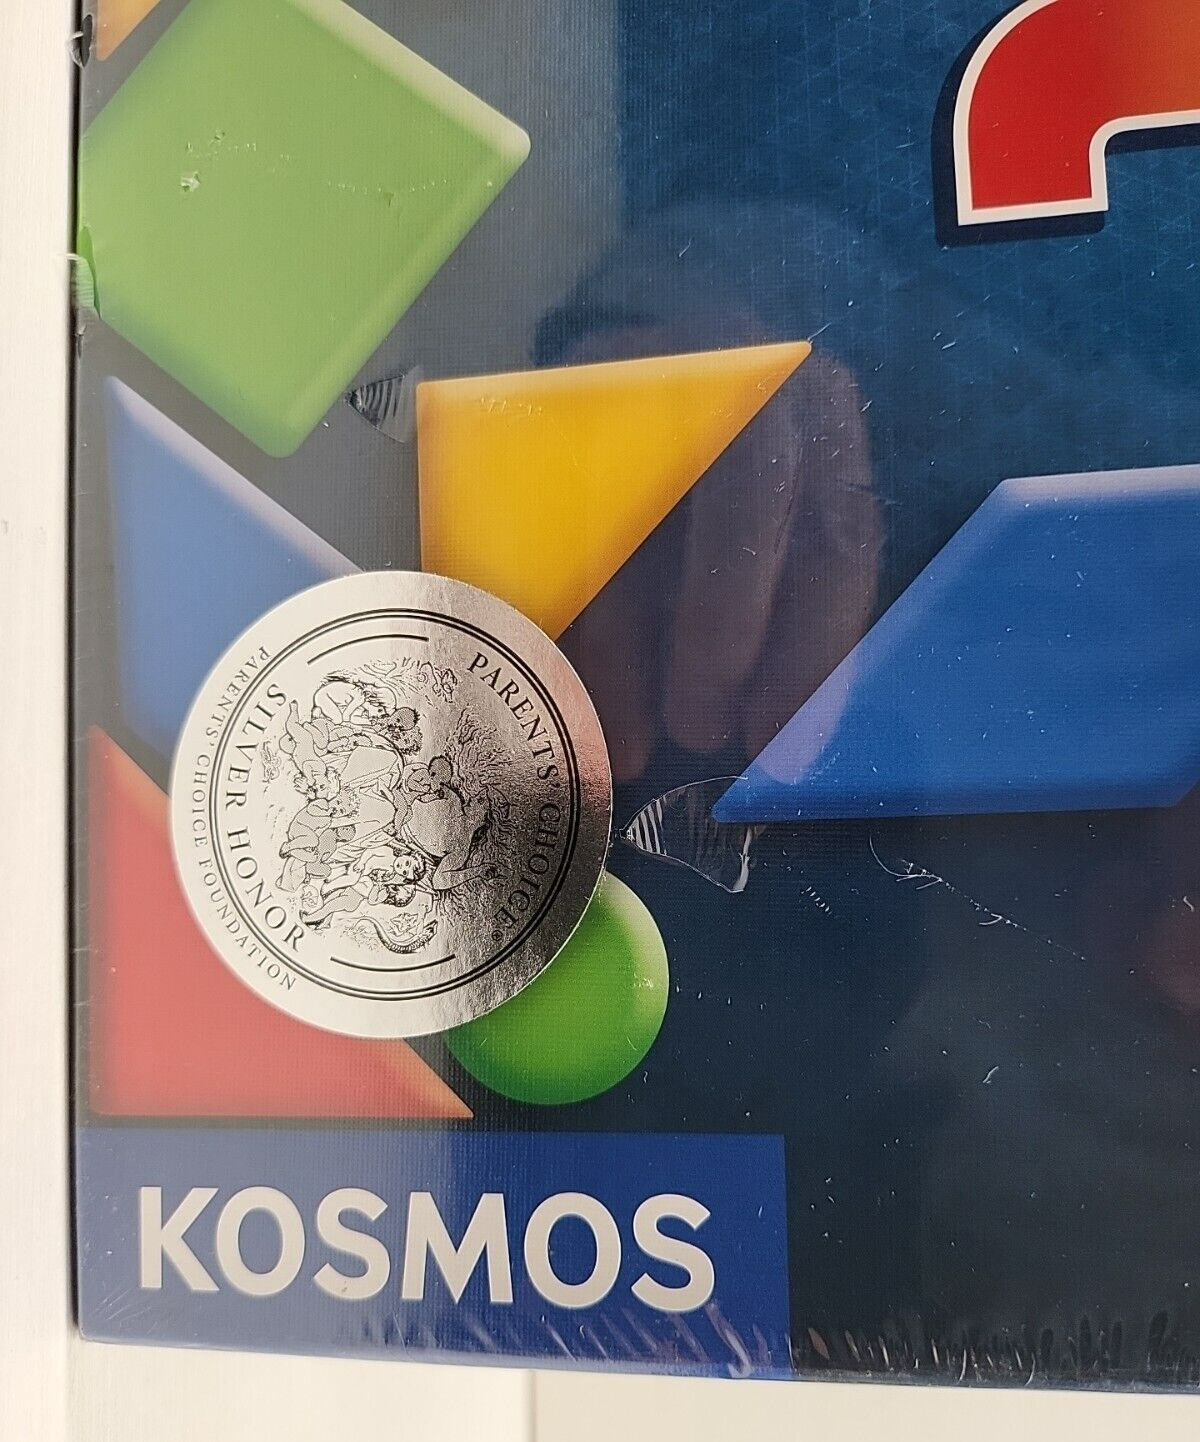 PARENTS' CHOICE®
SILVER HONOR
PARENTS' CHOICE FOUNDATION
KOSMOS